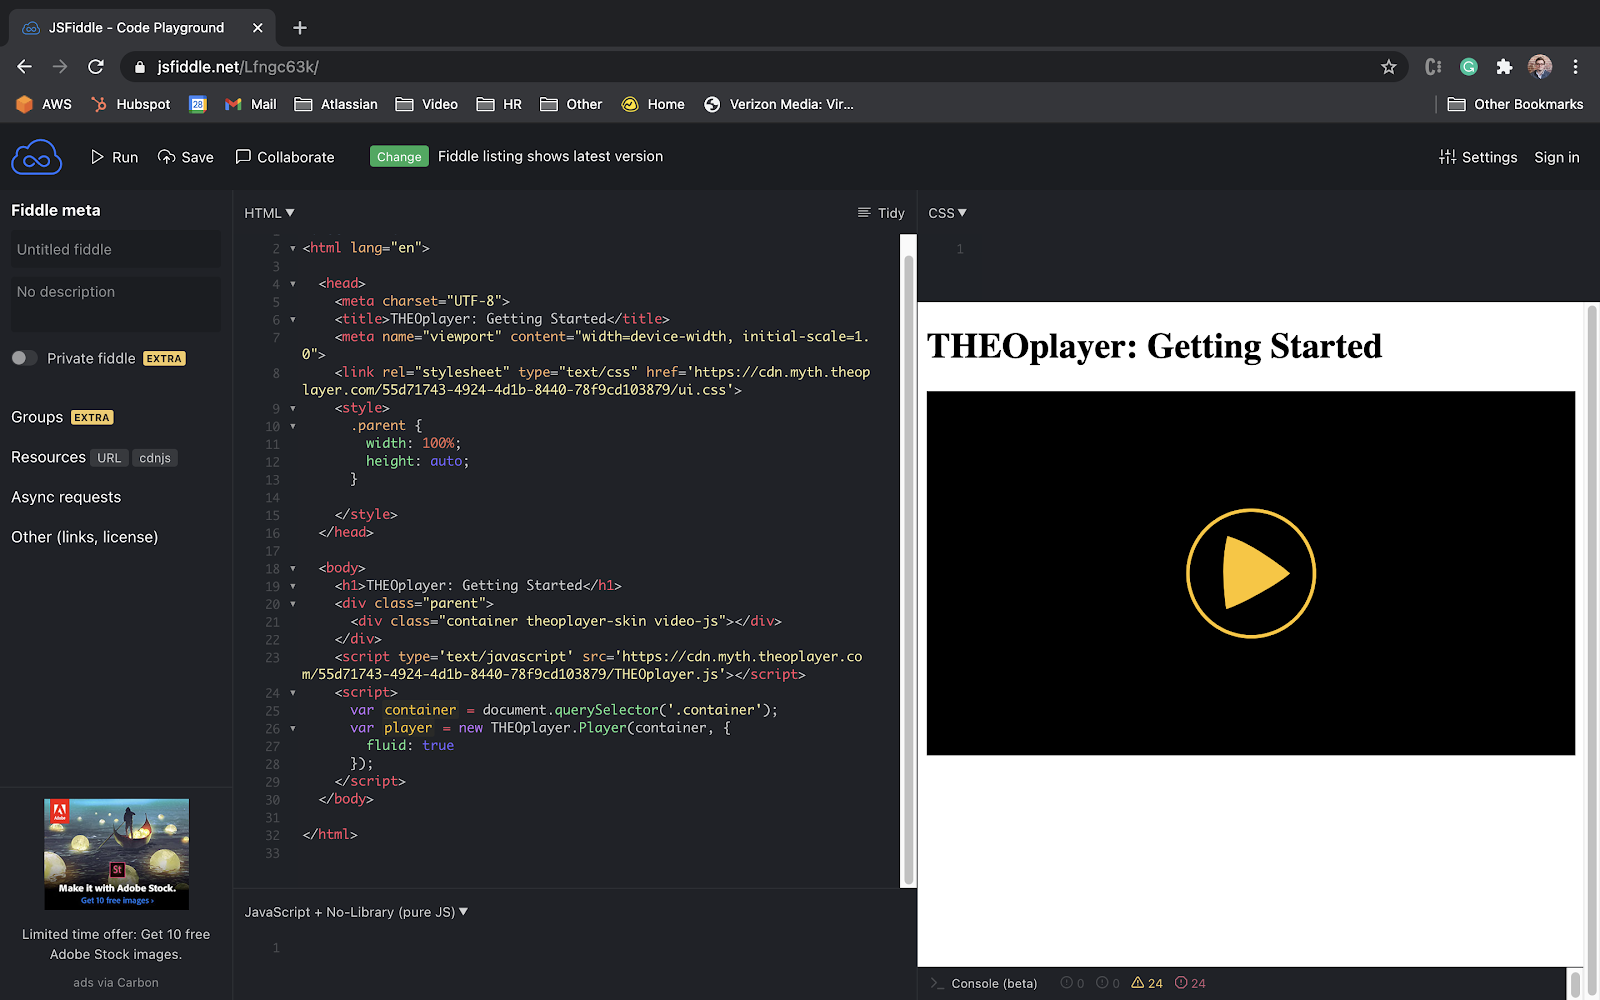 JSFiddle - Code Playground
jsfiddle.net/Lfngc63k/
AWS
Hubspot
28
Mail
Atlassian
Video
HR
Other
Home
Verizon Media: Vir...
Other Bookmarks
Run
Save
Collaborate
Change
Fiddle listing shows latest version
Settings
Sign in
Fiddle meta
Untitled fiddle
No description
Private fiddle EXTRA
Groups EXTRA
Resources URL cdnjs
Async requests
Other (links, license)
Adobe
St
Make it with Adobe Stock.
Get 10 free images ›
Limited time offer: Get 10 free
Adobe Stock images.
ads via Carbon
HTML ▼
Tidy
2 <html lang="en">
3
4 <head>
5 <meta charset="UTF-8">
6 <title>THEOplayer: Getting Started</title>
7 <meta name="viewport" content="width=device-width, initial-scale=1.
0">
8 <link rel="stylesheet" type="text/css" href='https://cdn.myth.theop
layer.com/55d71743-4924-4d1b-8440-78f9cd103879/ui.css'>
9 <style>
10 .parent {
11 width: 100%;
12 height: auto;
13 }
14
15 </style>
16 </head>
17
18 <body>
19 <h1>THEOplayer: Getting Started</h1>
20 <div class="parent">
21 <div class="container theoplayer-skin video-js"></div>
22 </div>
23 <script type='text/javascript' src='https://cdn.myth.theoplayer.co
m/55d71743-4924-4d1b-8440-78f9cd103879/THEOplayer.js'></script>
24 <script>
25 var container = document.querySelector('.container');
26 var player = new THEOplayer.Player(container, {
27 fluid: true
28 });
29 </script>
30 </body>
31
32 </html>
33
JavaScript + No-Library (pure JS) ▼
1
CSS ▼
1
THEOplayer: Getting Started
>_ Console (beta)
0
0
24
24